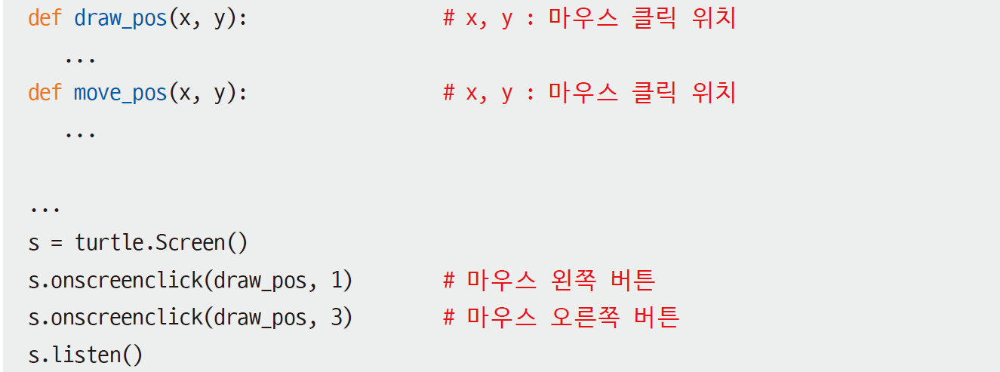 def draw_pos(x, y): # x, y : 마우스 클릭 위치
...
def move_pos(x, y): # x, y : 마우스 클릭 위치
...
...
s = turtle.Screen()
s.onscreenclick(draw_pos, 1) # 마우스 왼쪽 버튼
s.onscreenclick(draw_pos, 3) # 마우스 오른쪽 버튼
s.listen()